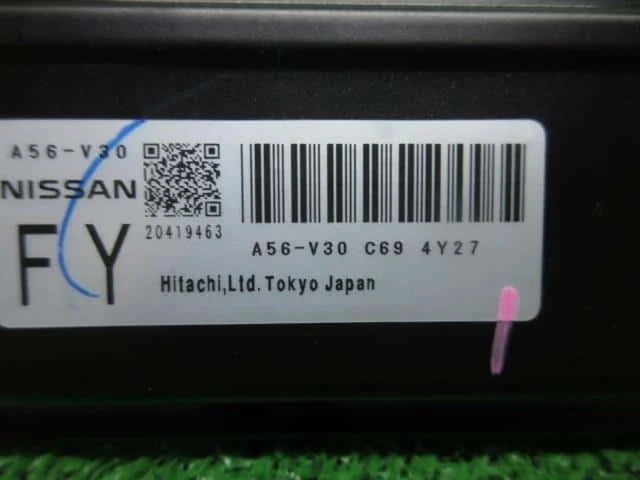 A56-V30
NISSAN
FY
20419463
A56-V30 C69 4Y27
Hitachi,Ltd.Tokyo Japan